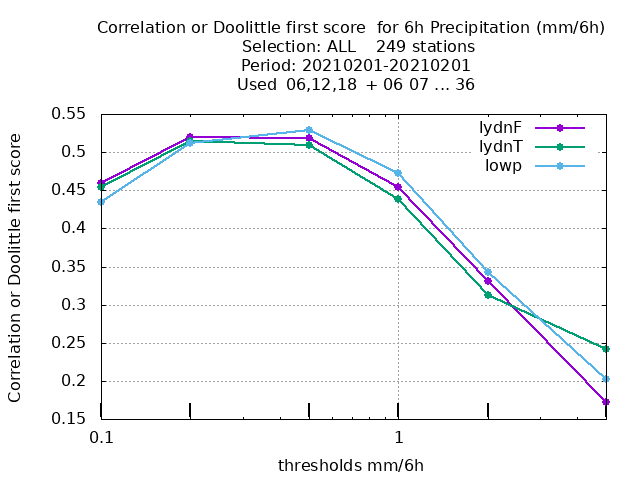 Correlation or Doolittle first score  for 6h Precipitation (mm/6h)
Selection: ALL    249 stations
Period: 20210201-20210201
Used  06,12,18  + 06 07 ... 36
Correlation or Doolittle first score
0.55
0.5
0.45
0.4
0.35
0.3
0.25
0.2
0.15
lydnF
lydnT
lowp
0.1
1
thresholds mm/6h